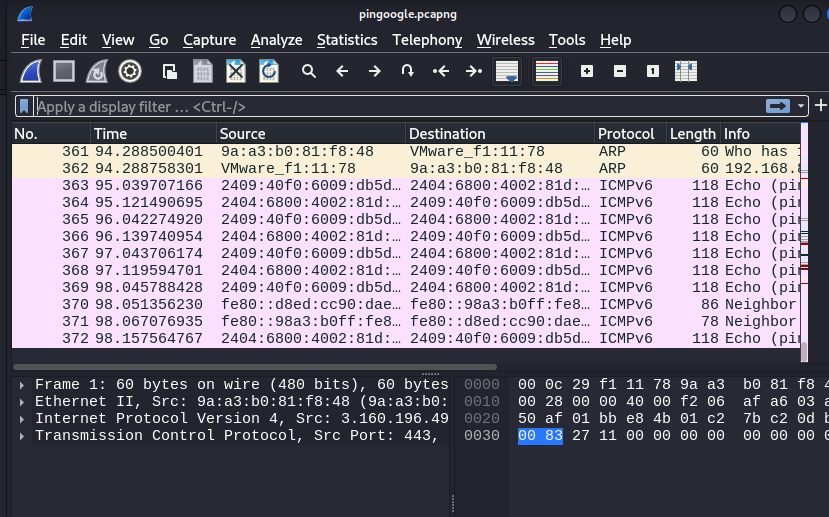 pingoogle.pcapng
File Edit View Go Capture Analyze Statistics Telephony Wireless Tools Help
Apply a display filter … <Ctrl-/>
No. Time Source Destination Protocol Length Info
361 94.288500401 9a:a3:b0:81:f8:48 VMware_f1:11:78 ARP 60 Who has
362 94.288758301 VMware_f1:11:78 9a:a3:b0:81:f8:48 ARP 60 192.168.
363 95.039707166 2409:40f0:6009:db5d… 2404:6800:4002:81d:… ICMPv6 118 Echo (pi
364 95.121490695 2404:6800:4002:81d:… 2409:40f0:6009:db5d… ICMPv6 118 Echo (pi
365 96.042274920 2409:40f0:6009:db5d… 2404:6800:4002:81d:… ICMPv6 118 Echo (pi
366 96.139740954 2404:6800:4002:81d:… 2409:40f0:6009:db5d… ICMPv6 118 Echo (pi
367 97.043706174 2409:40f0:6009:db5d… 2404:6800:4002:81d:… ICMPv6 118 Echo (pi
368 97.119594701 2404:6800:4002:81d:… 2409:40f0:6009:db5d… ICMPv6 118 Echo (pi
369 98.045788428 2409:40f0:6009:db5d… 2404:6800:4002:81d:… ICMPv6 118 Echo (pi
370 98.051356230 fe80::d8ed:cc90:dae… fe80::98a3:b0ff:fe8… ICMPv6 86 Neighbor
371 98.067076935 fe80::98a3:b0ff:fe8… fe80::d8ed:cc90:dae… ICMPv6 78 Neighbor
372 98.157564767 2404:6800:4002:81d:… 2409:40f0:6009:db5d… ICMPv6 118 Echo (pi
Frame 1: 60 bytes on wire (480 bits), 60 bytes
Ethernet II, Src: 9a:a3:b0:81:f8:48 (9a:a3:b0:
Internet Protocol Version 4, Src: 3.160.196.49
Transmission Control Protocol, Src Port: 443,
0000 00 0c 29 f1 11 78 9a a3 b0 81 f8 4
0010 00 28 00 00 40 00 f2 06 af a6 03 a
0020 50 af 01 bb e8 4b 01 c2 7b c2 0d b
0030 00 83 27 11 00 00 00 00 00 00 00 0